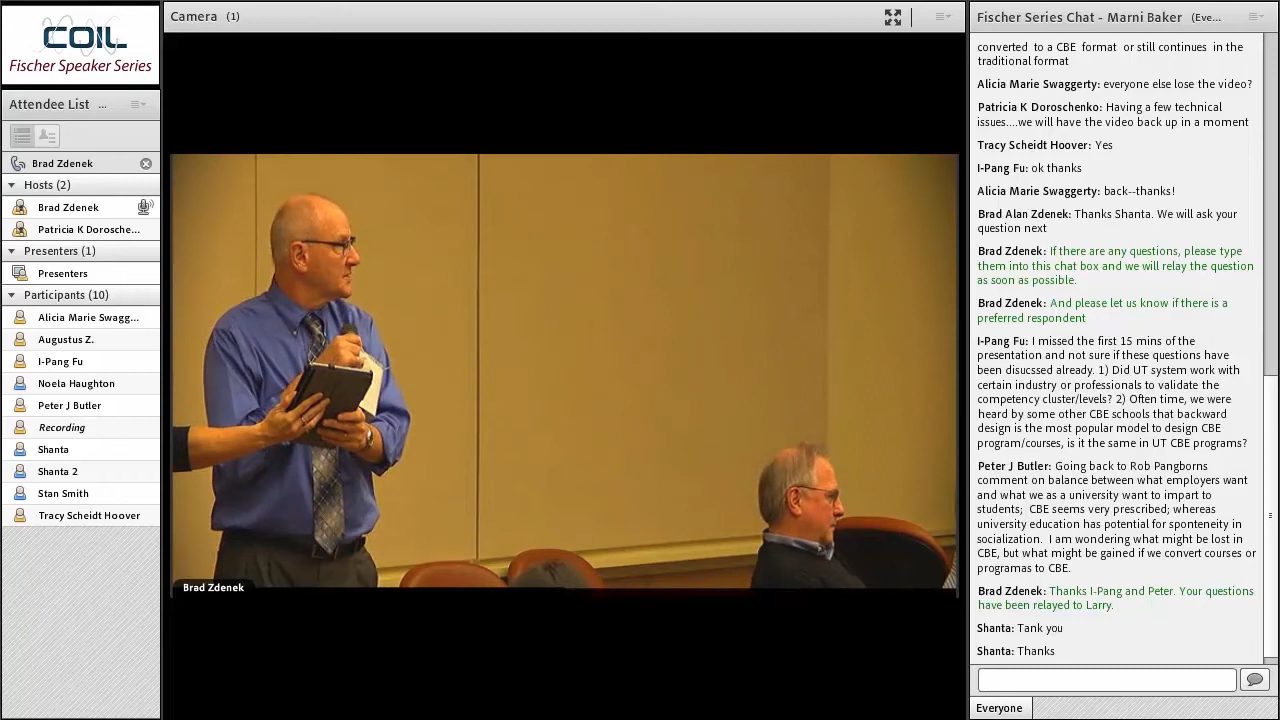 COIL
Fischer Speaker Series
Attendee List ...
Brad Zdenek
Hosts (2)
Brad Zdenek
Patricia K Dorosche...
Presenters (1)
Presenters
Participants (10)
Alicia Marie Swagg...
Augustus Z.
I-Pang Fu
Noela Haughton
Peter J Butler
Recording
Shanta
Shanta 2
Stan Smith
Tracy Scheidt Hoover
Camera (1)
Brad Zdenek
Fischer Series Chat - Marni Baker (Eve...
converted to a CBE format or still continues in the
traditional format
Alicia Marie Swaggerty: everyone else lose the video?
Patricia K Doroschenko: Having a few technical
issues....we will have the video back up in a moment
Tracy Scheidt Hoover: Yes
I-Pang Fu: ok thanks
Alicia Marie Swaggerty: back--thanks!
Brad Alan Zdenek: Thanks Shanta. We will ask your
question next
Brad Zdenek: If there are any questions, please type
them into this chat box and we will relay the question
as soon as possible.
Brad Zdenek: And please let us know if there is a
preferred respondent
I-Pang Fu: I missed the first 15 mins of the
presentation and not sure if these questions have
been disucssed already. 1) Did UT system work with
certain industry or professionals to validate the
competency cluster/levels? 2) Often time, we were
heard by some other CBE schools that backward
design is the most popular model to design CBE
program/courses, is it the same in UT CBE programs?
Peter J Butler: Going back to Rob Pangborns
comment on balance between what employers want
and what we as a university want to impart to
students; CBE seems very prescribed; whereas
university education has potential for sponteneity in
socialization. I am wondering what might be lost in
CBE, but what might be gained if we convert courses or
programas to CBE.
Brad Zdenek: Thanks I-Pang and Peter. Your questions
have been relayed to Larry.
Shanta: Tank you
Shanta: Thanks
Everyone